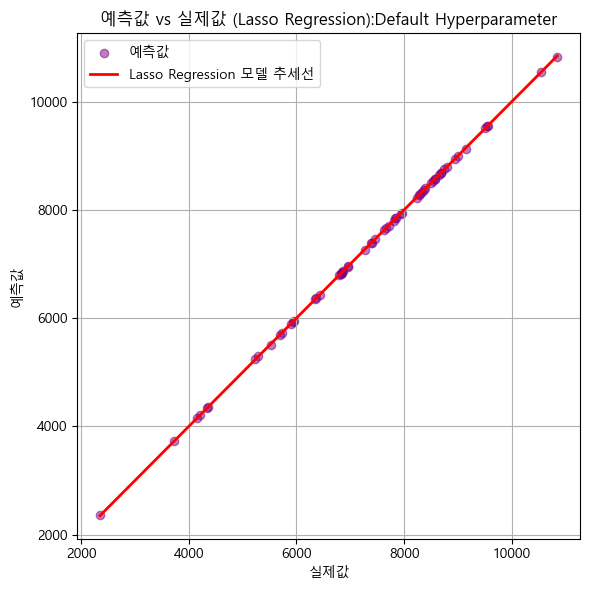 예측값 vs 실제값 (Lasso Regression):Default Hyperparameter
예측값
Lasso Regression 모델 추세선
10000
8000
6000
4000
2000
예측값
2000 4000 6000 8000 10000
실제값